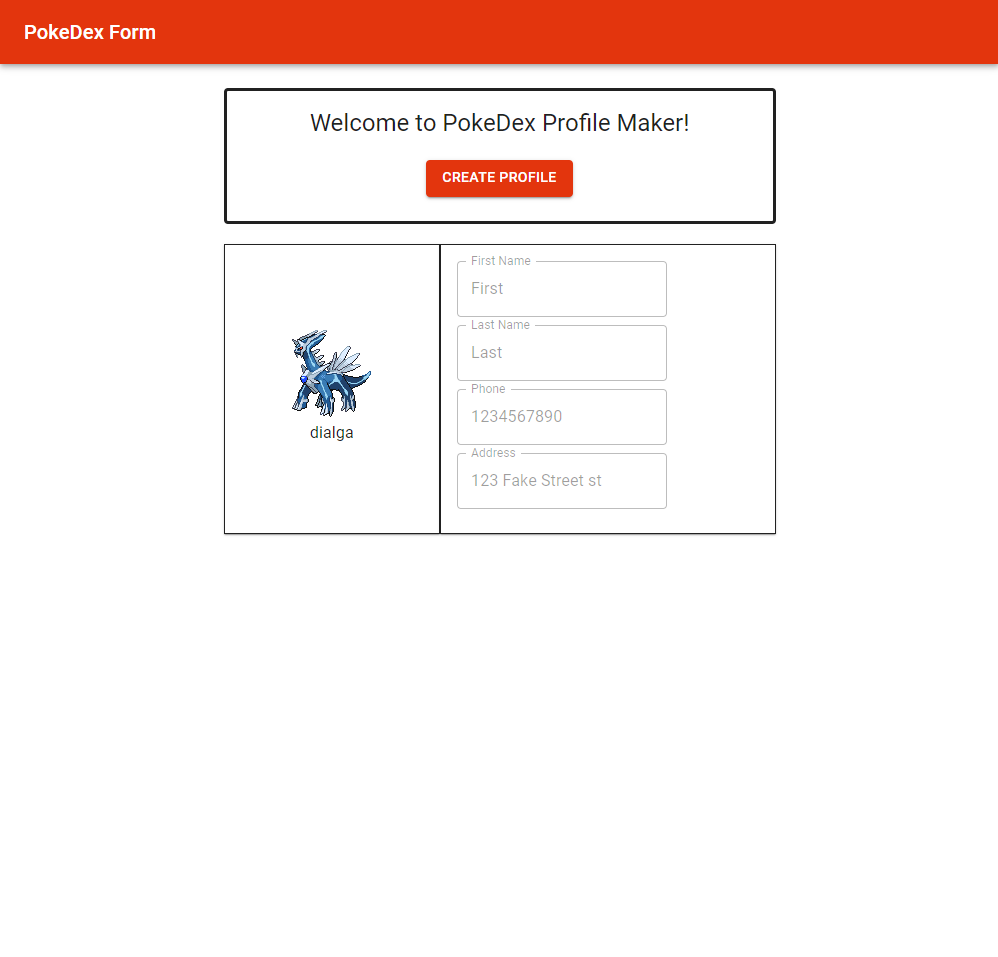 PokeDex Form
Welcome to PokeDex Profile Maker!
CREATE PROFILE
dialga
First Name
First
Last Name
Last
Phone
1234567890
Address
123 Fake Street st